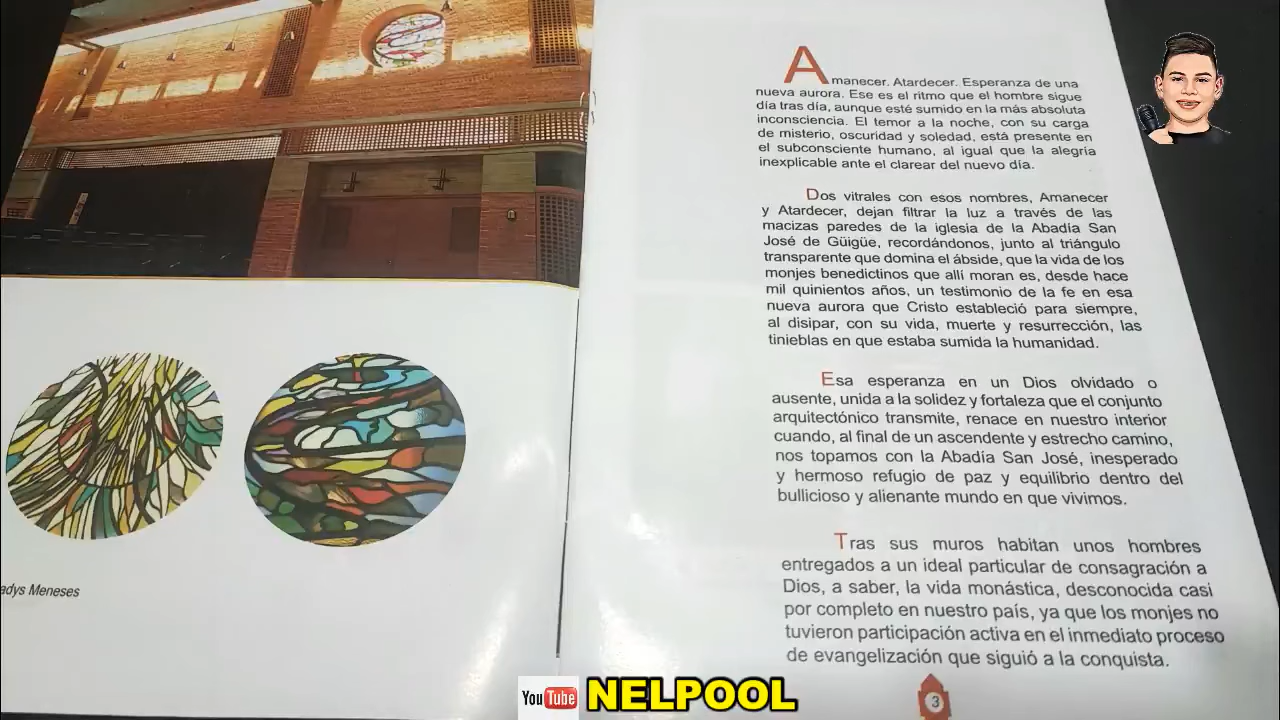 Amanecer. Atardecer. Esperanza de una
nueva aurora. Ese es el ritmo que el hombre sigue
día tras día, aunque esté sumido en la más absoluta
inconsciencia. El temor a la noche, con su carga
de misterio, oscuridad y soledad, está presente en
el subconsciente humano, al igual que la alegría
inexplicable ante el clarear del nuevo día.
Dos vitrales con esos nombres, Amanecer
y Atardecer, dejan filtrar la luz a través de las
macizas paredes de la iglesia de la Abadía San
José de Güigüe, recordándonos, junto al triángulo
transparente que domina el ábside, que la vida de los
monjes benedictinos que allí moran es, desde hace
mil quinientos años, un testimonio de la fe en esa
nueva aurora que Cristo estableció para siempre,
al disipar, con su vida, muerte y resurrección, las
tinieblas en que estaba sumida la humanidad.
Esa esperanza en un Dios olvidado o
ausente, unida a la solidez y fortaleza que el conjunto
arquitectónico transmite, renace en nuestro interior
cuando, al final de un ascendente y estrecho camino,
nos topamos con la Abadía San José, inesperado
y hermoso refugio de paz y equilibrio dentro del
bullicioso y alienante mundo en que vivimos.
Tras sus muros habitan unos hombres
entregados a un ideal particular de consagración a
Dios, a saber, la vida monástica, desconocida casi
por completo en nuestro país, ya que los monjes no
tuvieron participación activa en el inmediato proceso
de evangelización que siguió a la conquista.
3
adys Meneses
YouTube NELPOOL